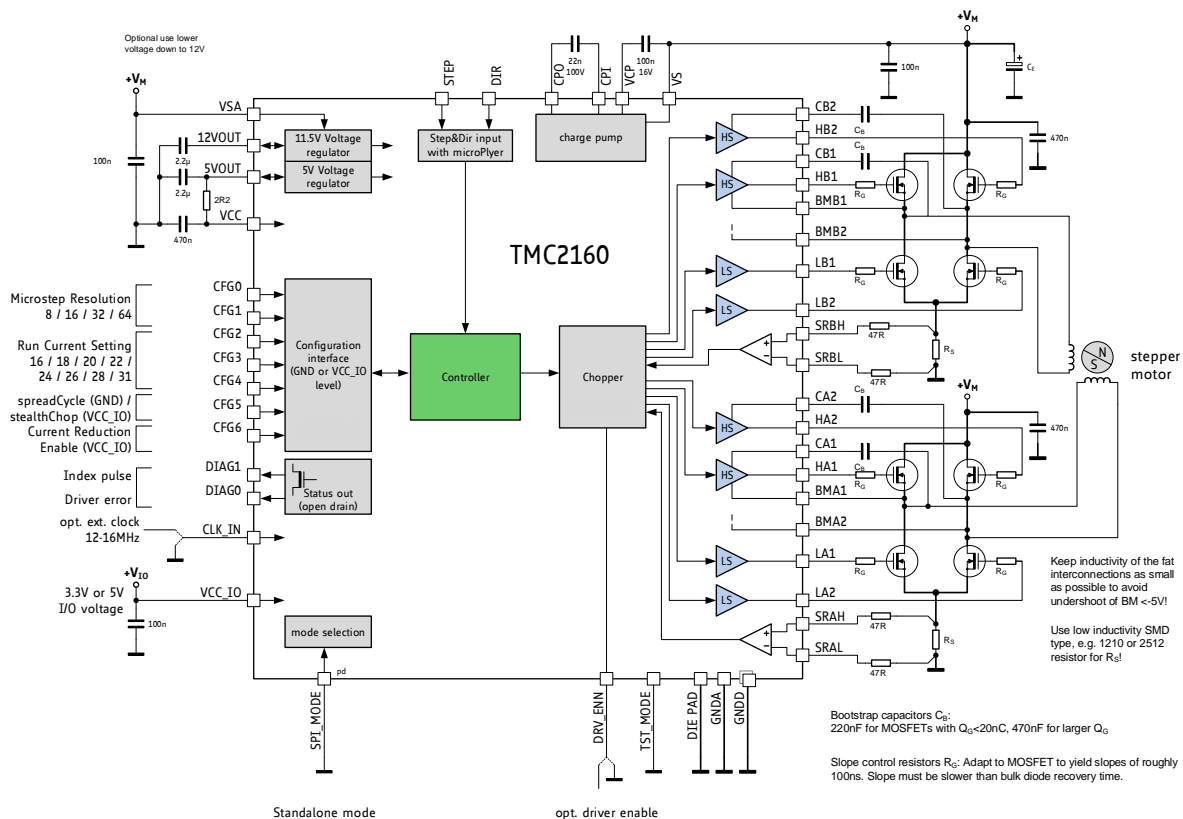 Optional use lower
voltage down to 12V
+VM
VSA
12VOUT
5VOUT
VCC
100n
2.2µ
2.2µ
2R2
470n
11.5V Voltage
regulator
5V Voltage
regulator
STEP
DIR
Step&Dir input
with microPlyer
CPO
CPI
VCP
VS
22n
100V
100n
16V
charge pump
+VM
100n
CE
470n
TMC2160
HS
HS
LS
LS
CB2
HB2
CB1
HB1
BMB1
BMB2
LB1
LB2
SRBH
SRBL
CB
CB
RG
RG
RG
RG
47R
47R
RS
Microstep Resolution
8 / 16 / 32 / 64
Run Current Setting
16 / 18 / 20 / 22 /
24 / 26 / 28 / 31
spreadCycle (GND) /
stealthChop (VCC_IO)
Current Reduction
Enable (VCC_IO)
Index pulse
Driver error
opt. ext. clock
12-16MHz
CFG0
CFG1
CFG2
CFG3
CFG4
CFG5
CFG6
DIAG1
DIAG0
CLK_IN
Configuration
interface
(GND or VCC_IO
level)
Status out
(open drain)
Controller
Chopper
+
−
N
S
stepper
motor
+VM
470n
HS
HS
LS
LS
CA2
HA2
CA1
HA1
BMA1
BMA2
LA1
LA2
SRAH
SRAL
CB
CB
RG
RG
RG
RG
47R
47R
RS
+
−
+VIO
3.3V or 5V
I/O voltage
VCC_IO
100n
mode selection
pd
SPI_MODE
DRV_ENN
TST_MODE
DIE PAD
GNDA
GNDD
Keep inductivity of the fat
interconnections as small
as possible to avoid
undershoot of BM <-5V!
Use low inductivity SMD
type, e.g. 1210 or 2512
resistor for RS!
Bootstrap capacitors CB:
220nF for MOSFETs with QG<20nC, 470nF for larger QG
Slope control resistors RG: Adapt to MOSFET to yield slopes of roughly
100ns. Slope must be slower than bulk diode recovery time.
Standalone mode
opt. driver enable